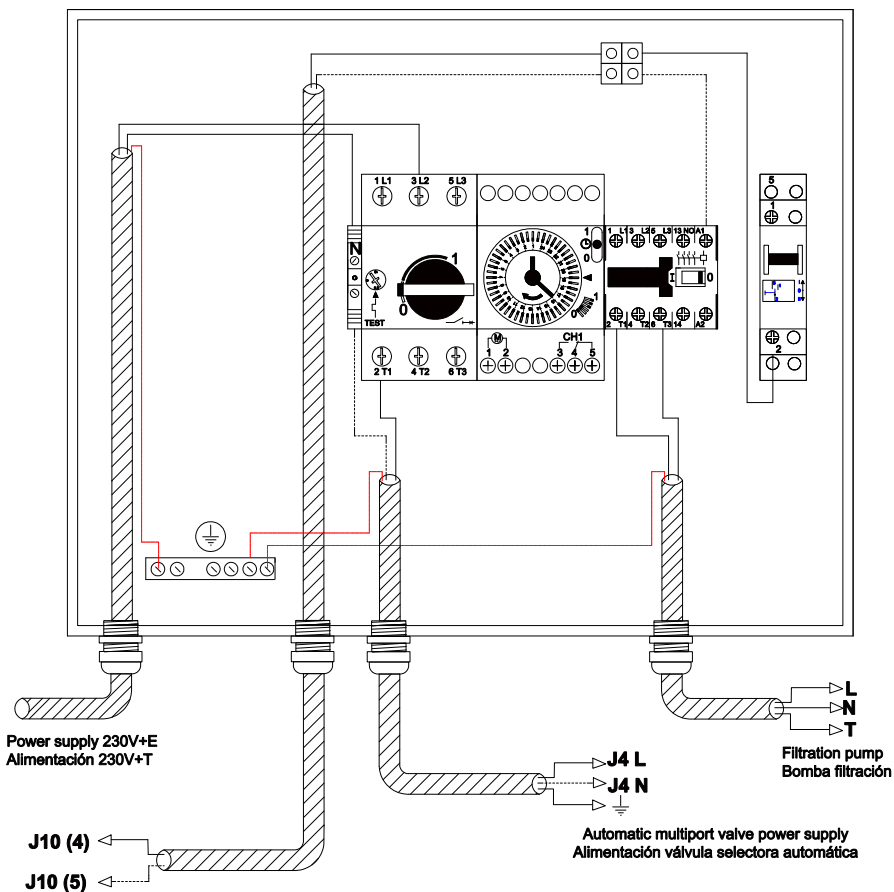 1 L1 3 L2 5 L3
N
1
0
TEST
2 T1 4 T2 6 T3
1
0
0 1
M
CH1
1 2 3 4 5
1 L1 3 L2 5 L3 13 NO A1
I 0
2 T1 4 T2 6 T3 14 A2
5
1
2
Power supply 230V+E
Alimentación 230V+T
L
N
T
Filtration pump
Bomba filtración
J4 L
J4 N
Automatic multiport valve power supply
Alimentación válvula selectora automática
J10 (4)
J10 (5)